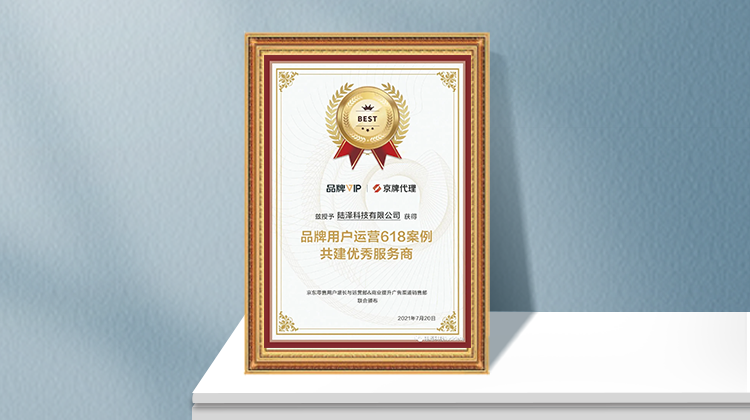 BEST
品牌VIP 京牌代理
兹授予 陆泽科技有限公司 获得
品牌用户运营618案例
共建优秀服务商
京东零售用户增长与运营部&商业提升广告渠道销售部
联合颁布
2021年7月20日